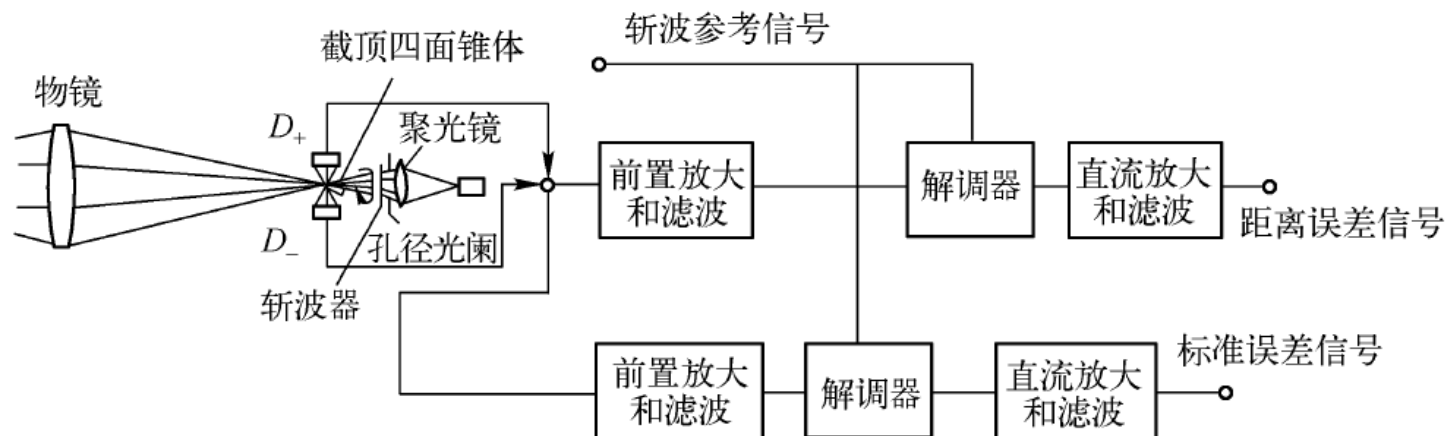 斩波参考信号
截顶四面锥体
物镜
D₊
聚光镜
前置放大
和滤波
解调器
直流放大
和滤波
距离误差信号
D₋
孔径光阑
斩波器
前置放大
和滤波
解调器
直流放大
和滤波
标准误差信号